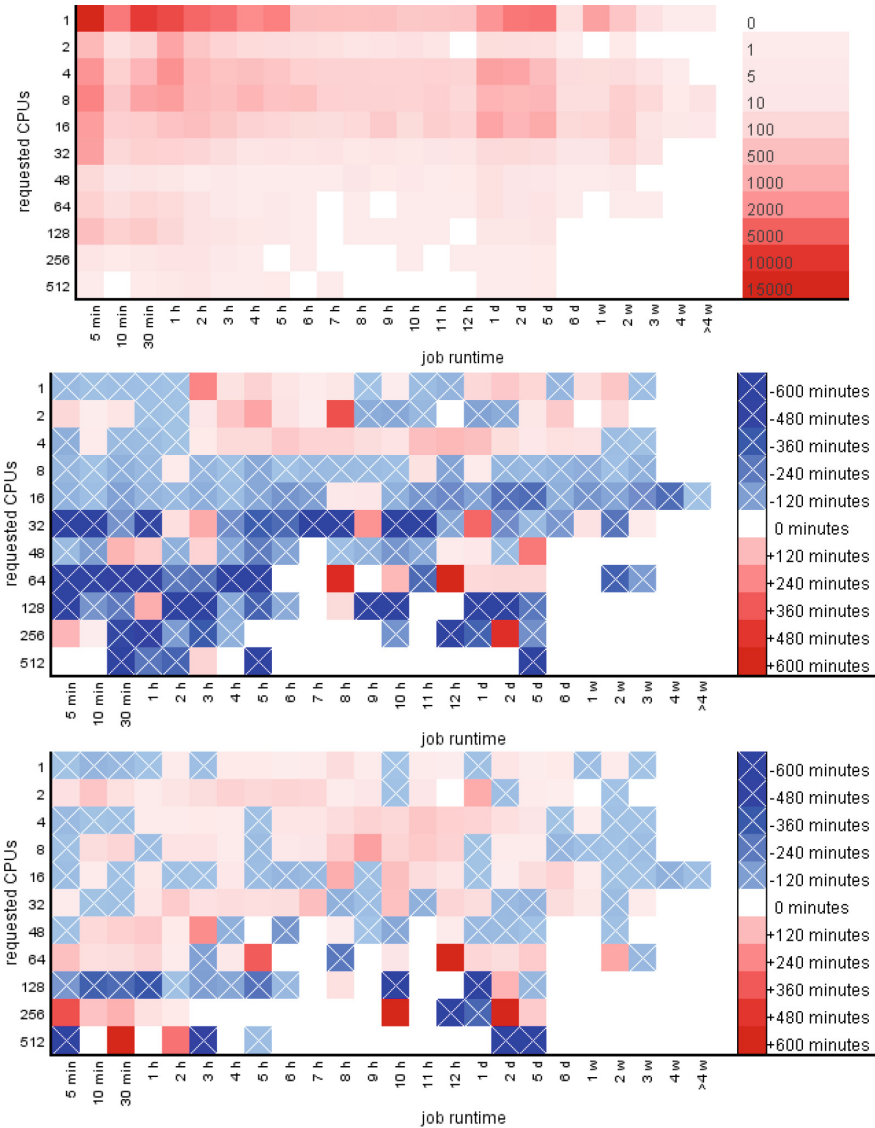 requested CPUs
1
2
4
8
16
32
48
64
128
256
512
5 min
10 min
30 min
1 h
2 h
3 h
4 h
5 h
6 h
7 h
8 h
9 h
10 h
11 h
12 h
1 d
2 d
5 d
6 d
1 w
2 w
3 w
4 w
>4 w
job runtime
0
1
5
10
100
500
1000
2000
5000
10000
15000
requested CPUs
1
2
4
8
16
32
48
64
128
256
512
5 min
10 min
30 min
1 h
2 h
3 h
4 h
5 h
6 h
7 h
8 h
9 h
10 h
11 h
12 h
1 d
2 d
5 d
6 d
1 w
2 w
3 w
4 w
>4 w
job runtime
-600 minutes
-480 minutes
-360 minutes
-240 minutes
-120 minutes
0 minutes
+120 minutes
+240 minutes
+360 minutes
+480 minutes
+600 minutes
requested CPUs
1
2
4
8
16
32
48
64
128
256
512
5 min
10 min
30 min
1 h
2 h
3 h
4 h
5 h
6 h
7 h
8 h
9 h
10 h
11 h
12 h
1 d
2 d
5 d
6 d
1 w
2 w
3 w
4 w
>4 w
job runtime
-600 minutes
-480 minutes
-360 minutes
-240 minutes
-120 minutes
0 minutes
+120 minutes
+240 minutes
+360 minutes
+480 minutes
+600 minutes